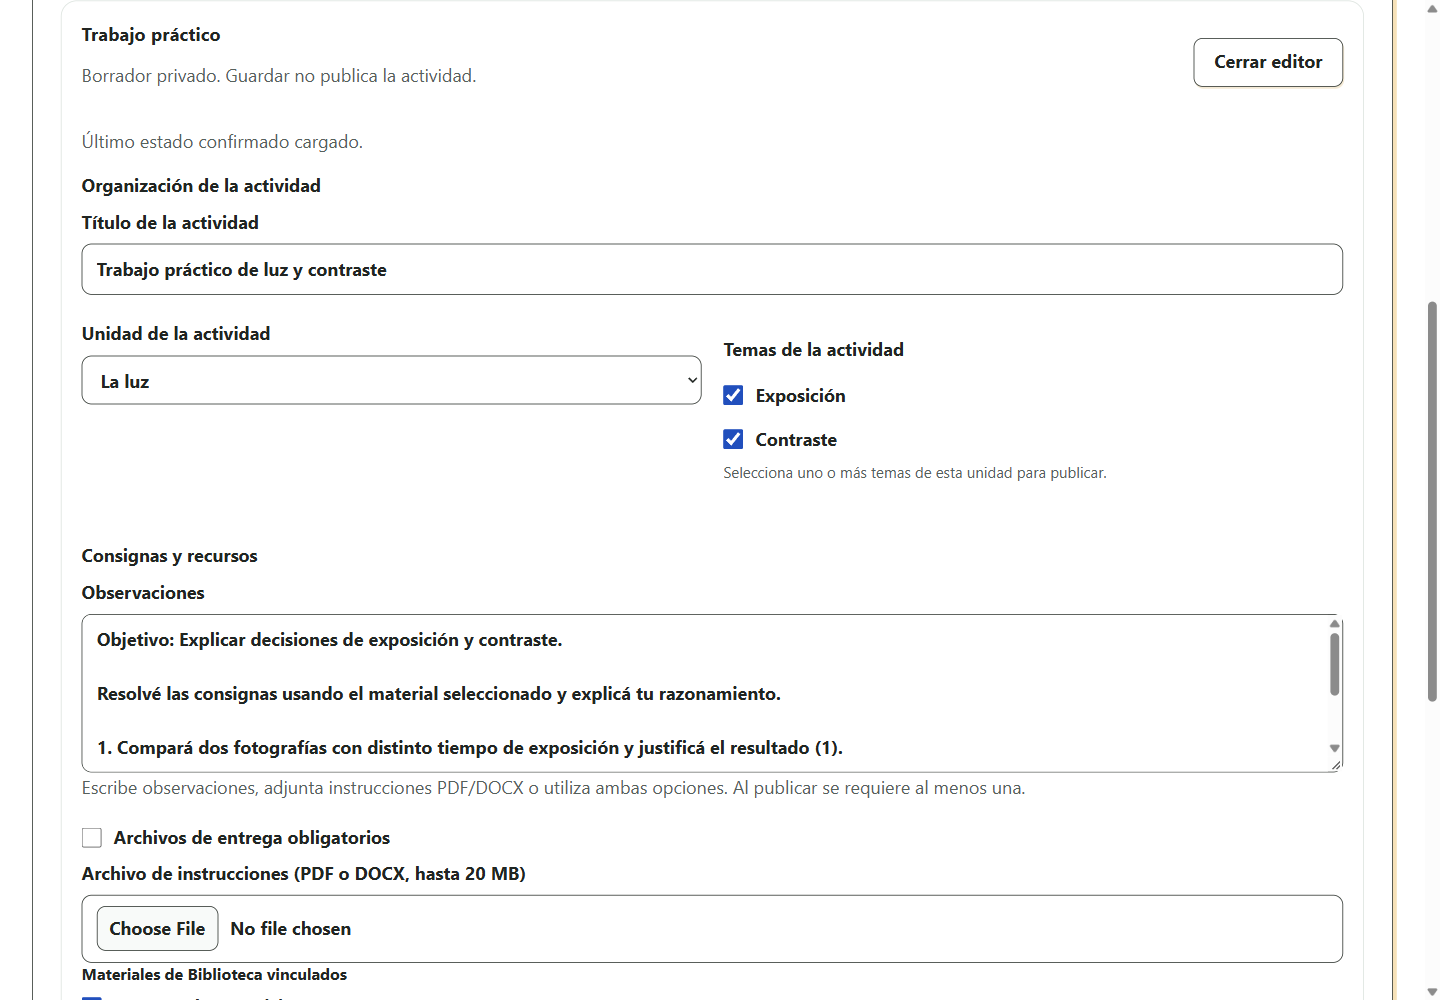 Trabajo práctico
Borrador privado. Guardar no publica la actividad.
Cerrar editor
Último estado confirmado cargado.
Organización de la actividad
Título de la actividad
Trabajo práctico de luz y contraste
Unidad de la actividad
La luz
Temas de la actividad
Exposición
Contraste
Selecciona uno o más temas de esta unidad para publicar.
Consignas y recursos
Observaciones
Objetivo: Explicar decisiones de exposición y contraste.
Resolvé las consignas usando el material seleccionado y explicá tu razonamiento.
1. Compará dos fotografías con distinto tiempo de exposición y justificá el resultado (1).
Escribe observaciones, adjunta instrucciones PDF/DOCX o utiliza ambas opciones. Al publicar se requiere al menos una.
Archivos de entrega obligatorios
Archivo de instrucciones (PDF o DOCX, hasta 20 MB)
Choose File No file chosen
Materiales de Biblioteca vinculados